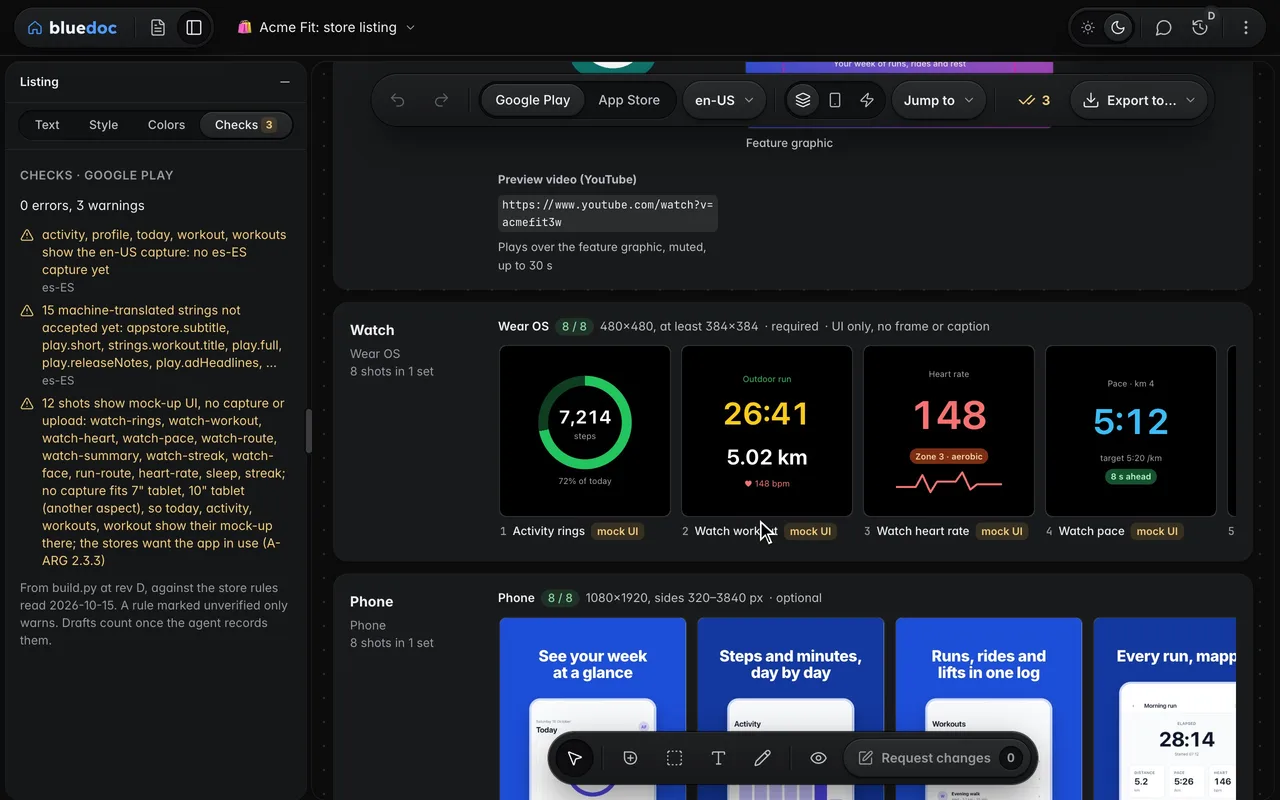 bluedoc
Acme Fit: store listing
D
Listing
Text
Style
Colors
Checks 3
CHECKS · GOOGLE PLAY
0 errors, 3 warnings
activity, profile, today, workout, workouts
show the en-US capture: no es-ES
capture yet
es-ES
15 machine-translated strings not
accepted yet: appstore.subtitle,
play.short, strings.workout.title, play.full,
play.releaseNotes, play.adHeadlines, ...
es-ES
12 shots show mock-up UI, no capture or
upload: watch-rings, watch-workout,
watch-heart, watch-pace, watch-route,
watch-summary, watch-streak, watch-
face, run-route, heart-rate, sleep, streak;
no capture fits 7" tablet, 10" tablet
(another aspect), so today, activity,
workouts, workout show their mock-up
there; the stores want the app in use (A-
ARG 2.3.3)
From build.py at rev D, against the store rules
read 2026-10-15. A rule marked unverified only
warns. Drafts count once the agent records
them.
Your week of runs, rides and rest
Google Play
App Store
en-US
Jump to
3
Export to...
Feature graphic
Preview video (YouTube)
https://www.youtube.com/watch?v=
acmefit3w
Plays over the feature graphic, muted,
up to 30 s
Watch
Wear OS
8 shots in 1 set
Wear OS 8 / 8 480×480, at least 384×384 · required · UI only, no frame or caption
7,214
steps
72% of today
Outdoor run
26:41
5.02 km
148 bpm
Heart rate
148
Zone 3 · aerobic
Pace · km 4
5:12
target 5:20 /km
8 s ahead
1 Activity rings mock UI
2 Watch workout mock UI
3 Watch heart rate mock UI
4 Watch pace mock UI
5
Phone
Phone
8 shots in 1 set
Phone 8 / 8 1080×1920, sides 320–3840 px · optional
See your week
at a glance
Today
Steps and minutes,
day by day
Activity
Runs, rides and
lifts in one log
Workouts
Evening walk
Every run, mapp
Morning run
ELAPSED
28:14
DISTANCE
5.2
PACE
5:26
HEART
146
Request changes 0